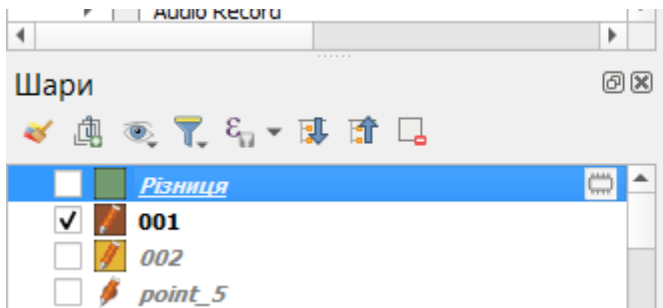 Audio Record
Шари
Різниця
001
002
point_5